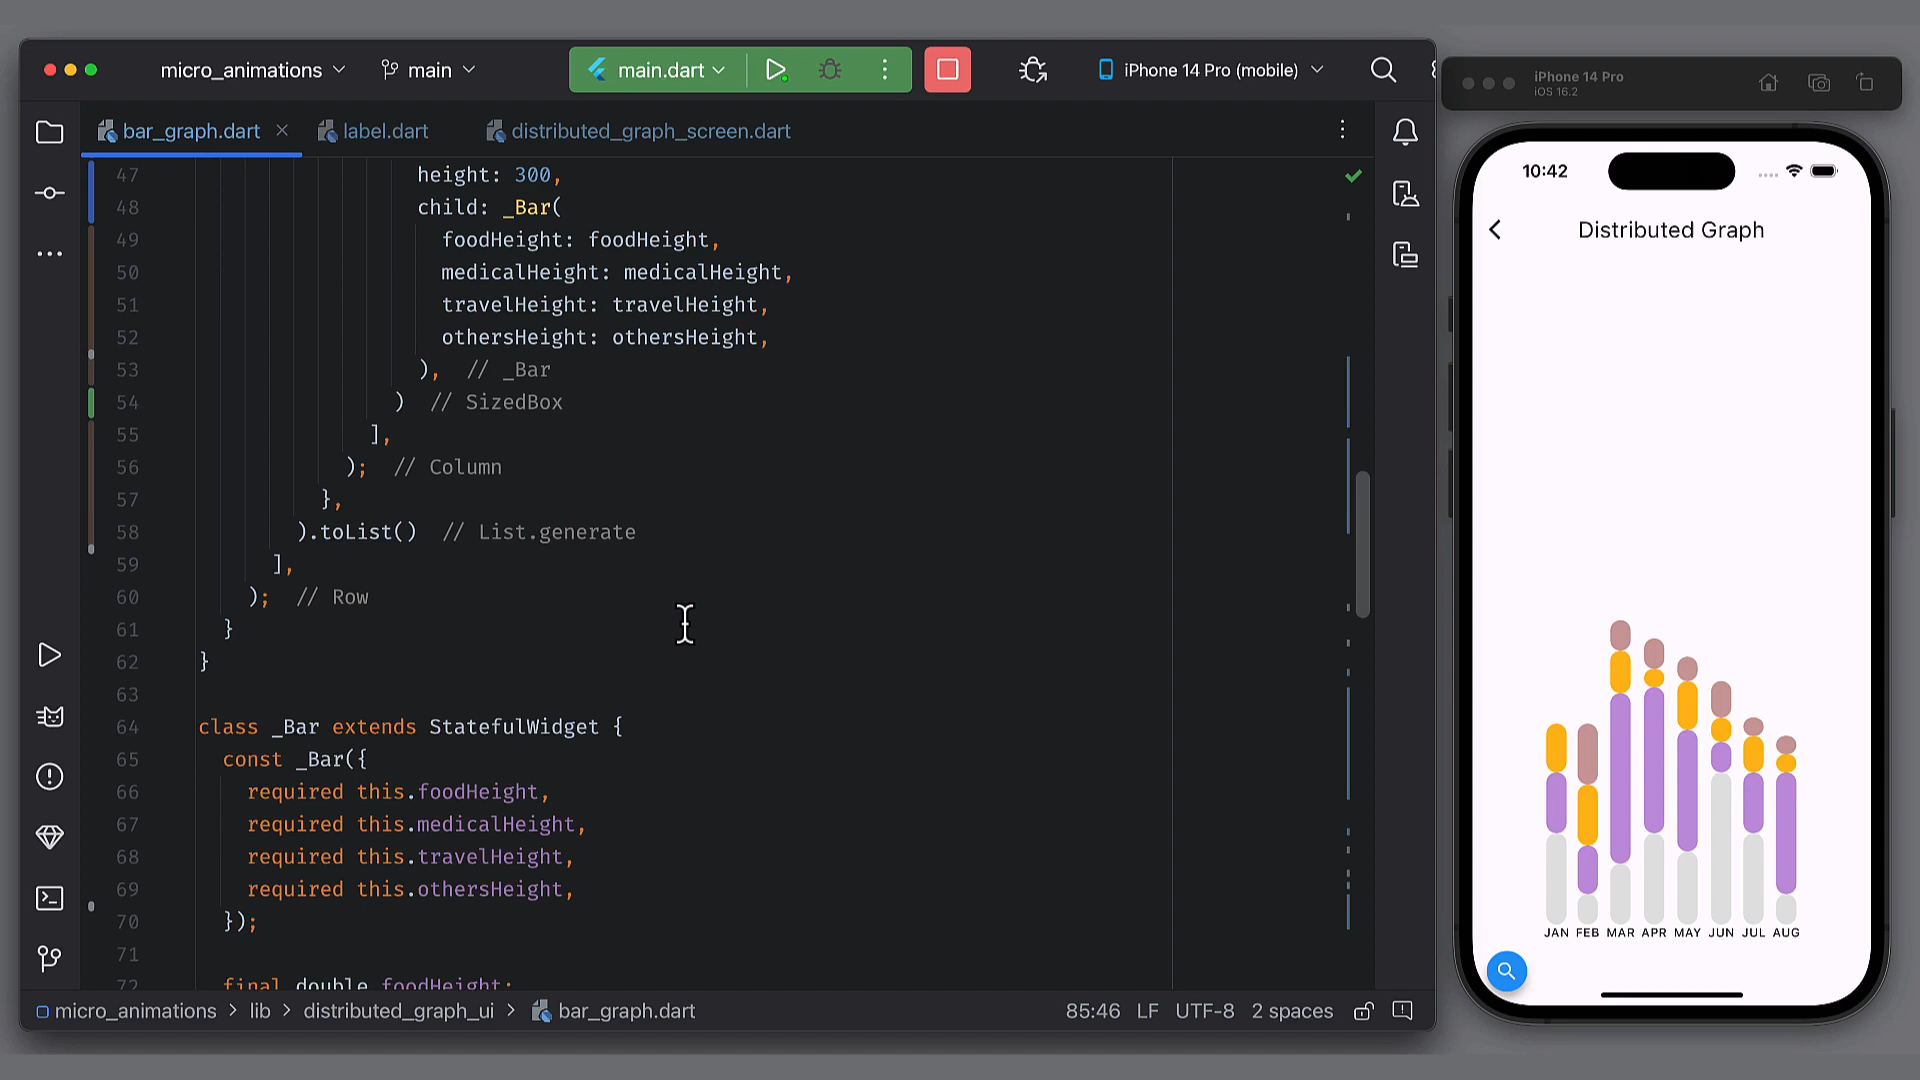 micro_animations
main
main.dart
iPhone 14 Pro (mobile)
bar_graph.dart
label.dart
distributed_graph_screen.dart
47 height: 300,
48 child: _Bar(
49 foodHeight: foodHeight,
50 medicalHeight: medicalHeight,
51 travelHeight: travelHeight,
52 othersHeight: othersHeight,
53 ), // _Bar
54 ) // SizedBox
55 ],
56 ); // Column
57 },
58 ).toList() // List.generate
59 ],
60 ); // Row
61 }
62 }
63
64 class _Bar extends StatefulWidget {
65 const _Bar({
66 required this.foodHeight,
67 required this.medicalHeight,
68 required this.travelHeight,
69 required this.othersHeight,
70 });
71
72 final double foodHeight;
micro_animations > lib > distributed_graph_ui > bar_graph.dart
85:46 LF UTF-8 2 spaces
iPhone 14 Pro
iOS 16.2
10:42
Distributed Graph
JAN FEB MAR APR MAY JUN JUL AUG